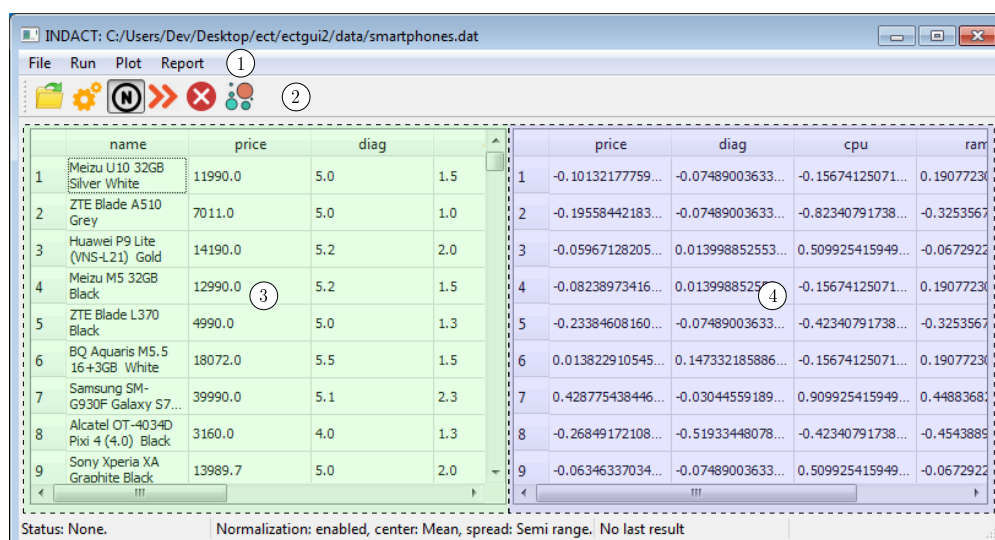 INDACT: C:/Users/Dev/Desktop/ect/ectgui2/data/smartphones.dat
File Run Plot Report 1
N 2
name price diag price diag cpu ram
1 Meizu U10 32GB Silver White 11990.0 5.0 1.5 1 -0.10132177759... -0.07489003633... -0.15674125071... 0.1907723
2 ZTE Blade A510 Grey 7011.0 5.0 1.0 2 -0.19558442183... -0.07489003633... -0.82340791738... -0.3253567
3 Huawei P9 Lite (VNS-L21) Gold 14190.0 5.2 2.0 3 -0.05967128205... 0.013998852553... 0.509925415949... -0.0672922
4 Meizu M5 32GB Black 12990.0 5.2 1.5 4 -0.08238973416... 0.0139988525 -0.15674125071... 0.1907723
3 4
5 ZTE Blade L370 Black 4990.0 5.0 1.3 5 -0.23384608160... -0.07489003633... -0.42340791738... -0.3253567
6 BQ Aquaris M5.5 16+3GB White 18072.0 5.5 1.5 6 0.013822910545... 0.147332185886... -0.15674125071... 0.1907723
7 Samsung SM-G930F Galaxy S7... 39990.0 5.1 2.3 7 0.428775438446... -0.03044559189... 0.909925415949... 0.4488368
8 Alcatel OT-4034D Pixi 4 (4.0) Black 3160.0 4.0 1.3 8 -0.26849172108... -0.51933448078... -0.42340791738... -0.4543889
9 Sony Xperia XA Graphite Black 13989.7 5.0 2.0 9 -0.06346337034... -0.07489003633... 0.509925415949... -0.0672922
Status: None. Normalization: enabled, center: Mean, spread: Semi range. No last result